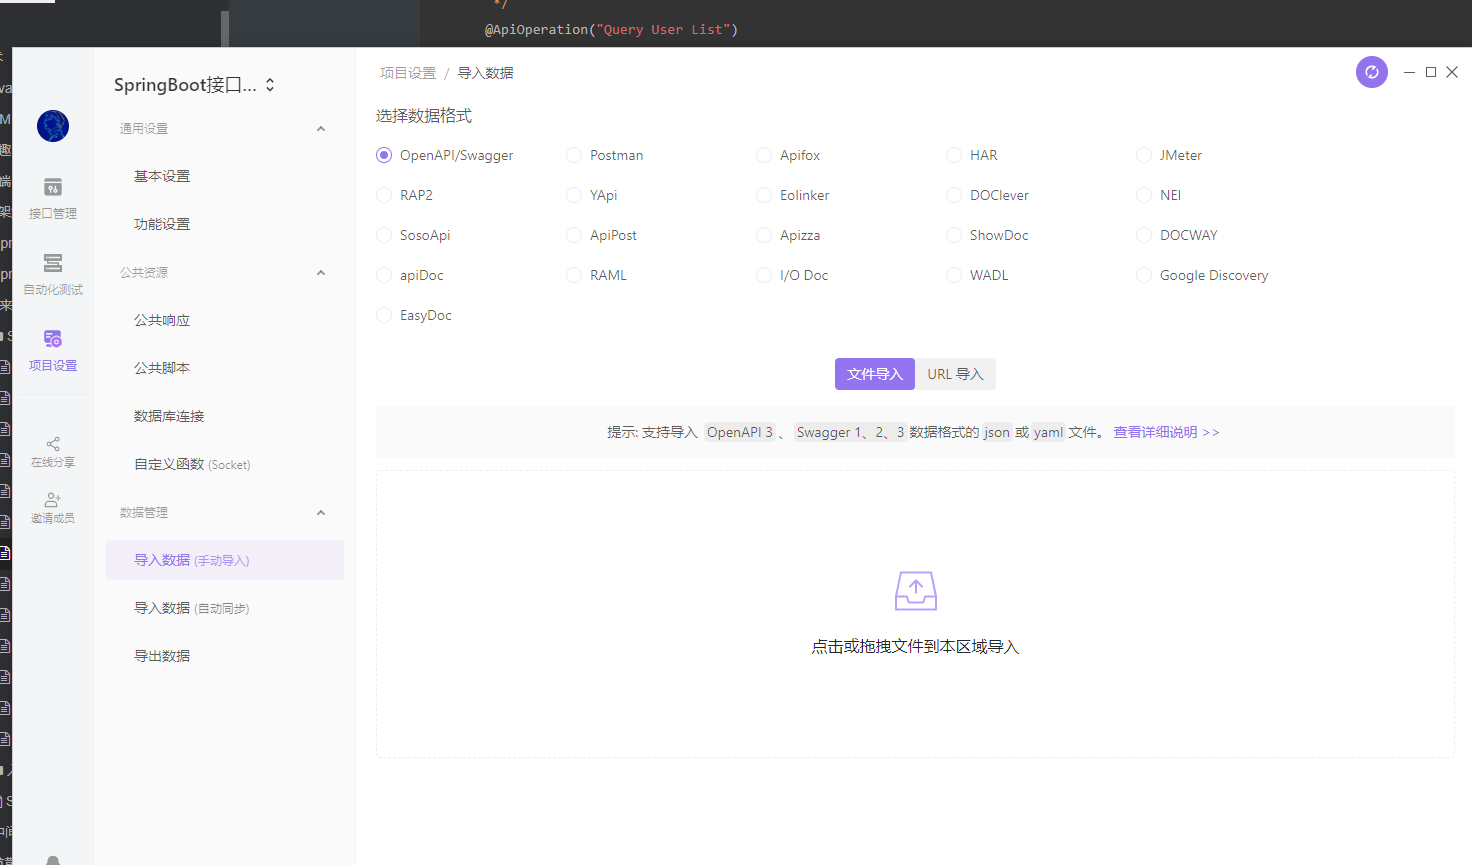 */
@ApiOperation("Query User List")
SpringBoot接口...
通用设置
基本设置
功能设置
公共资源
公共响应
公共脚本
数据库连接
自定义函数 (Socket)
数据管理
导入数据 (手动导入)
导入数据 (自动同步)
导出数据
接口管理
自动化测试
项目设置
在线分享
邀请成员
项目设置 / 导入数据
选择数据格式
OpenAPI/Swagger Postman Apifox HAR JMeter
RAP2 YApi Eolinker DOClever NEI
SosoApi ApiPost Apizza ShowDoc DOCWAY
apiDoc RAML I/O Doc WADL Google Discovery
EasyDoc
文件导入 URL 导入
提示: 支持导入 OpenAPI 3 、 Swagger 1、2、3 数据格式的 json 或 yaml 文件。 查看详细说明 >>
点击或拖拽文件到本区域导入